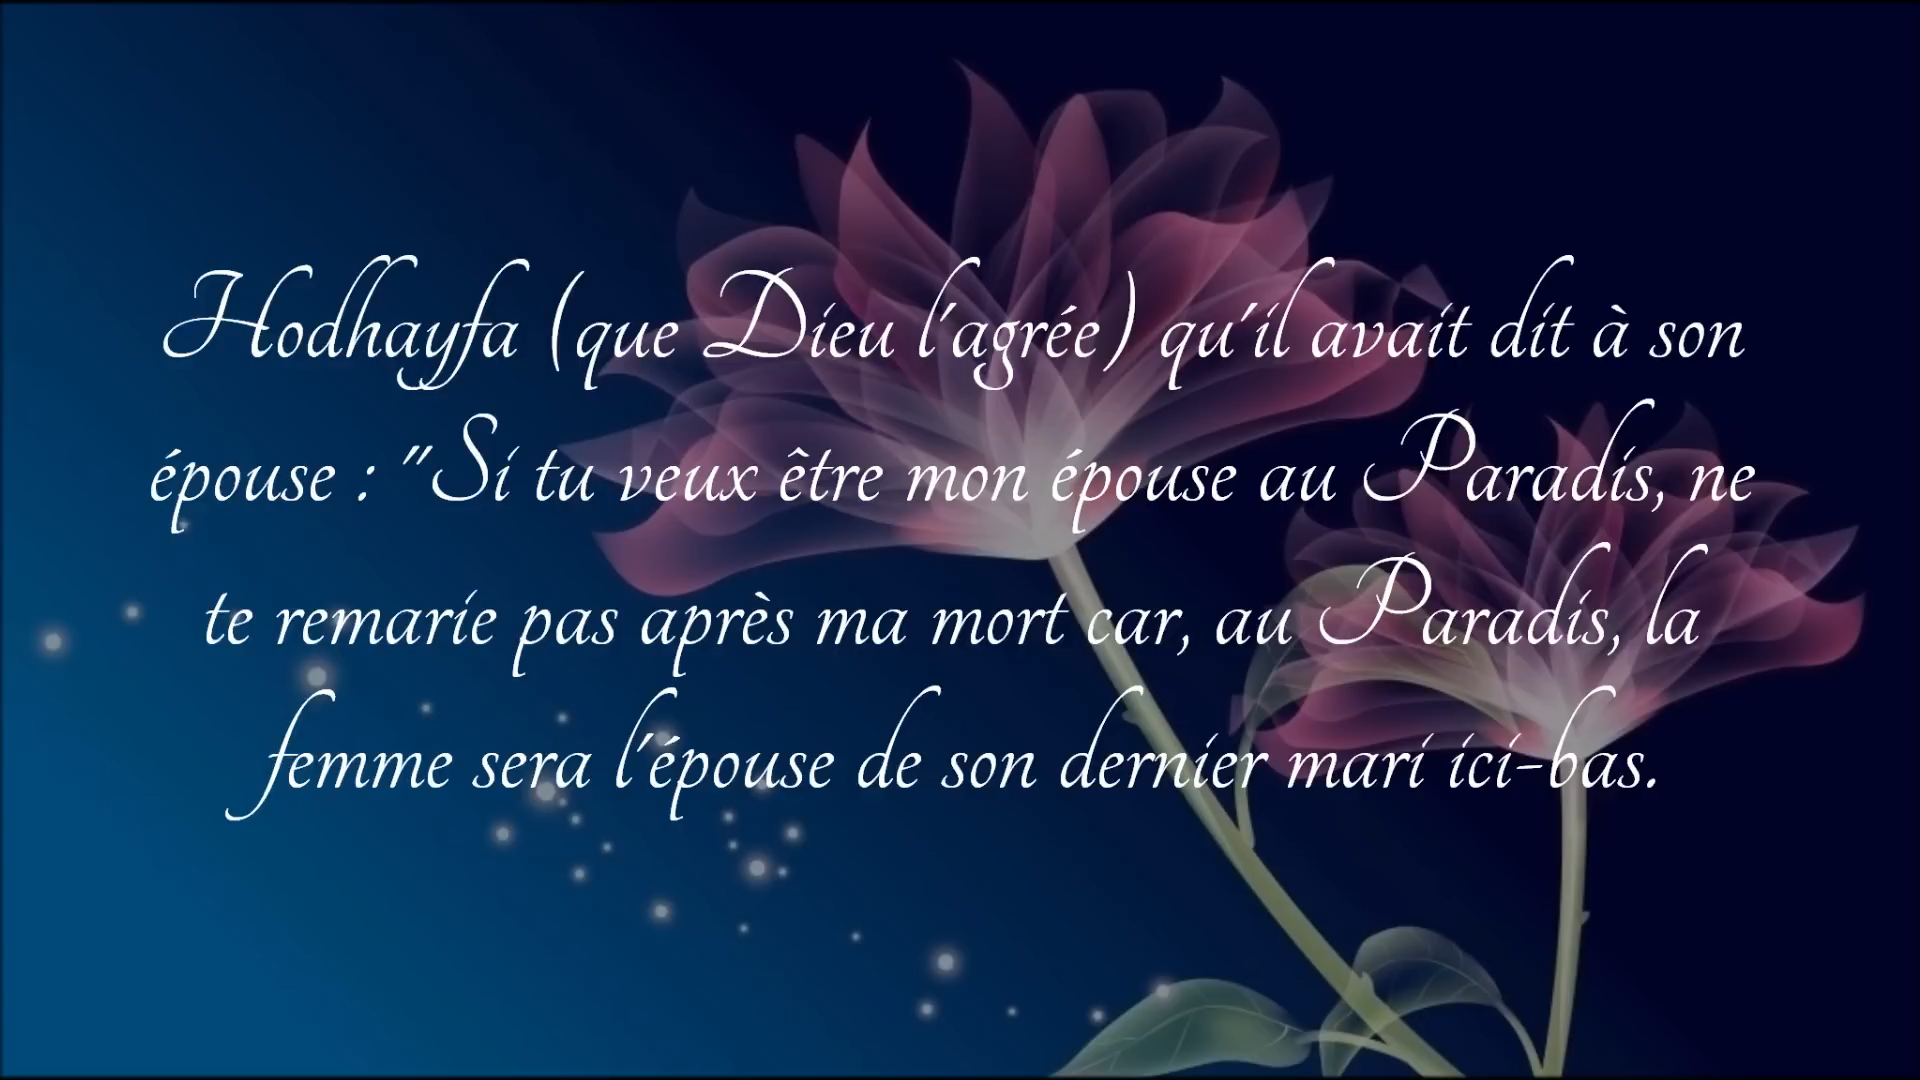 Hodhayfa (que Dieu l'agrée) qu'il avait dit à son
épouse : "Si tu veux être mon épouse au Paradis, ne
te remarie pas après ma mort car, au Paradis, la
femme sera l'épouse de son dernier mari ici-bas.